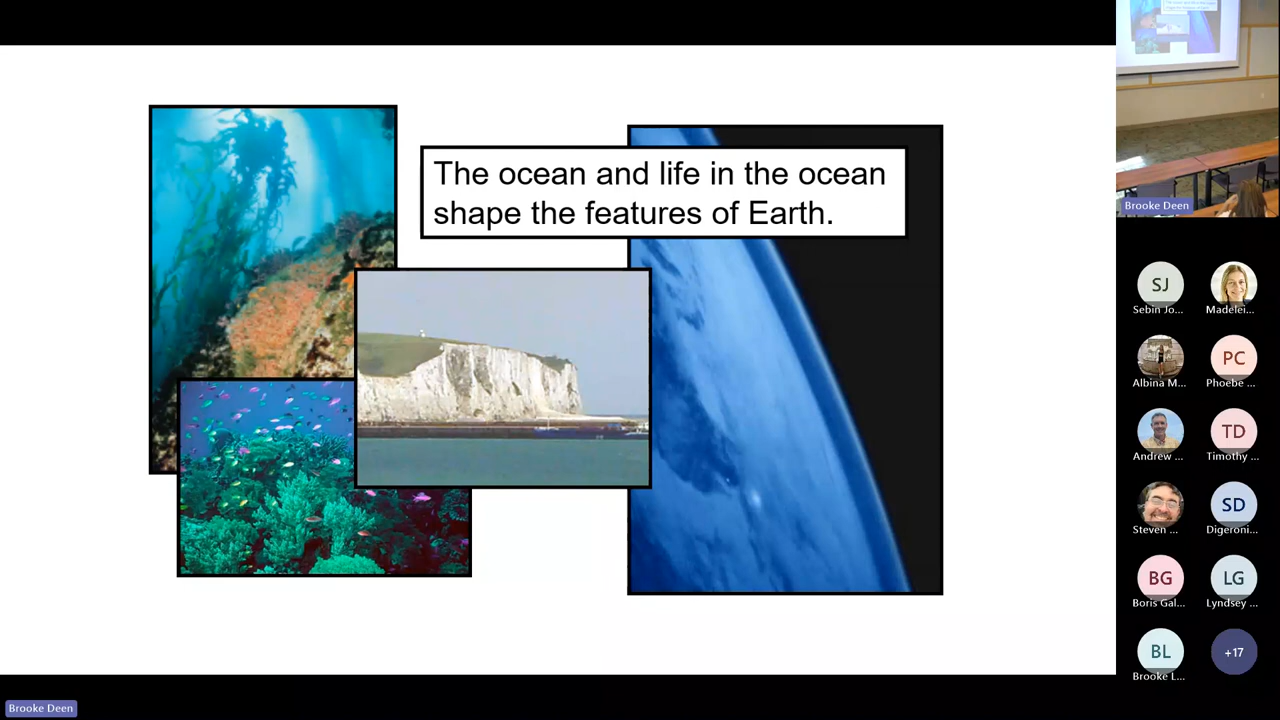 The ocean and life in the ocean
shape the features of Earth.
Brooke Deen
SJ
Sebin Jo...
Madelei...
PC
Albina M...
Phoebe ...
TD
Andrew ...
Timothy ...
SD
Steven ...
Digeroni...
BG
LG
Boris Gal...
Lyndsey ...
BL
+17
Brooke L...
Brooke Deen